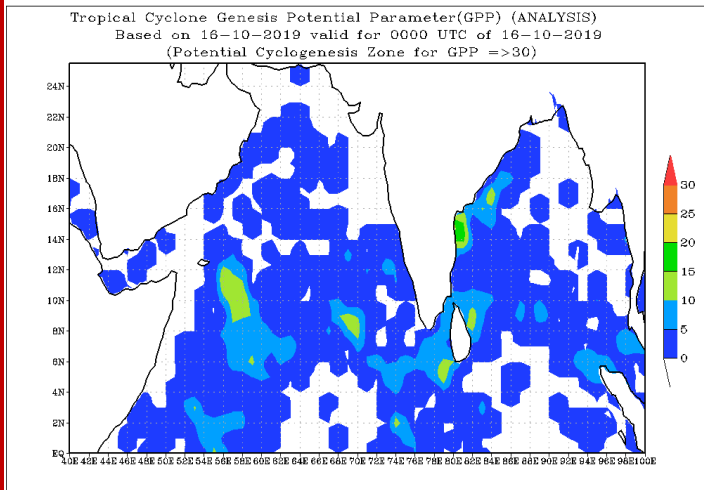 Tropical Cyclone Genesis Potential Parameter(GPP) (ANALYSIS)
Based on 16-10-2019 valid for 0000 UTC of 16-10-2019
(Potential Cyclogenesis Zone for GPP =>30)
24N
22N
20N
18N
16N
14N
12N
10N
8N
6N
4N
2N
EQ
40E 42E 44E 46E 48E 50E 52E 54E 56E 58E 60E 62E 64E 66E 68E 70E 72E 74E 76E 78E 80E 82E 84E 86E 88E 90E 92E 94E 96E 98E 100E
30
25
20
15
10
5
0